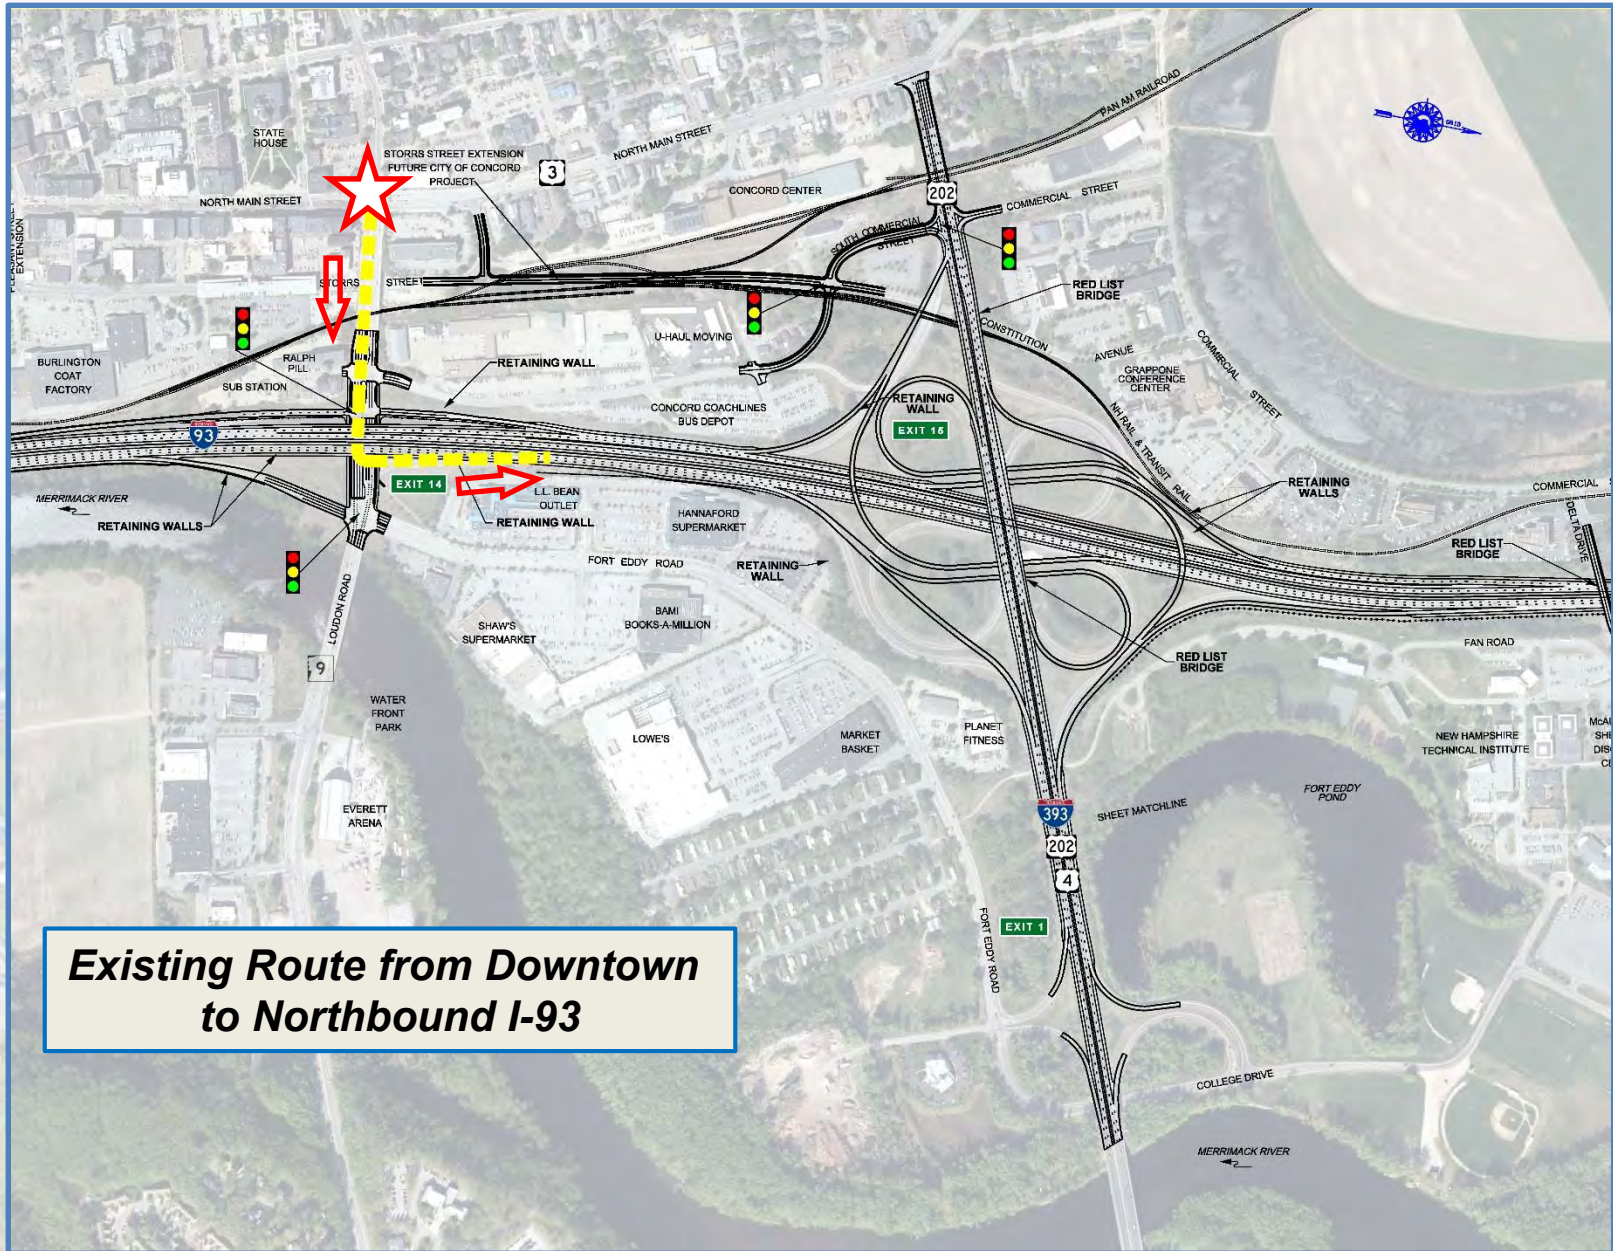 STATE
HOUSE
STORRS STREET EXTENSION
FUTURE CITY OF CONCORD
PROJECT
3
NORTH MAIN STREET
NORTH MAIN STREET
CONCORD CENTER
PAN AM RAILROAD
202
COMMERCIAL STREET
SOUTH COMMERCIAL
STREET
EXTENSION
STORRS STREET
RED LIST
BRIDGE
CONSTITUTION
AVENUE
COMMERCIAL STREET
GRAPPONE
CONFERENCE
CENTER
U-HAUL MOVING
BURLINGTON
COAT
FACTORY
RALPH
PILL
SUB STATION
RETAINING WALL
CONCORD COACHLINES
BUS DEPOT
RETAINING
WALL
EXIT 15
NH RAIL & TRANSIT RAIL
93
EXIT 14
MERRIMACK RIVER
RETAINING WALLS
L.L. BEAN
OUTLET
RETAINING WALL
HANNAFORD
SUPERMARKET
RETAINING
WALLS
COMMERCIAL
DELTA DRIVE
RED LIST
BRIDGE
FORT EDDY ROAD
RETAINING
WALL
LOUDON ROAD
9
SHAW'S
SUPERMARKET
BAMI
BOOKS-A-MILLION
RED LIST
BRIDGE
FAN ROAD
WATER
FRONT
PARK
LOWE'S
MARKET
BASKET
PLANET
FITNESS
NEW HAMPSHIRE
TECHNICAL INSTITUTE
EVERETT
ARENA
393
202
4
SHEET MATCHLINE
FORT EDDY
POND
FORT EDDY ROAD
EXIT 1
Existing Route from Downtown
to Northbound I-93
COLLEGE DRIVE
MERRIMACK RIVER